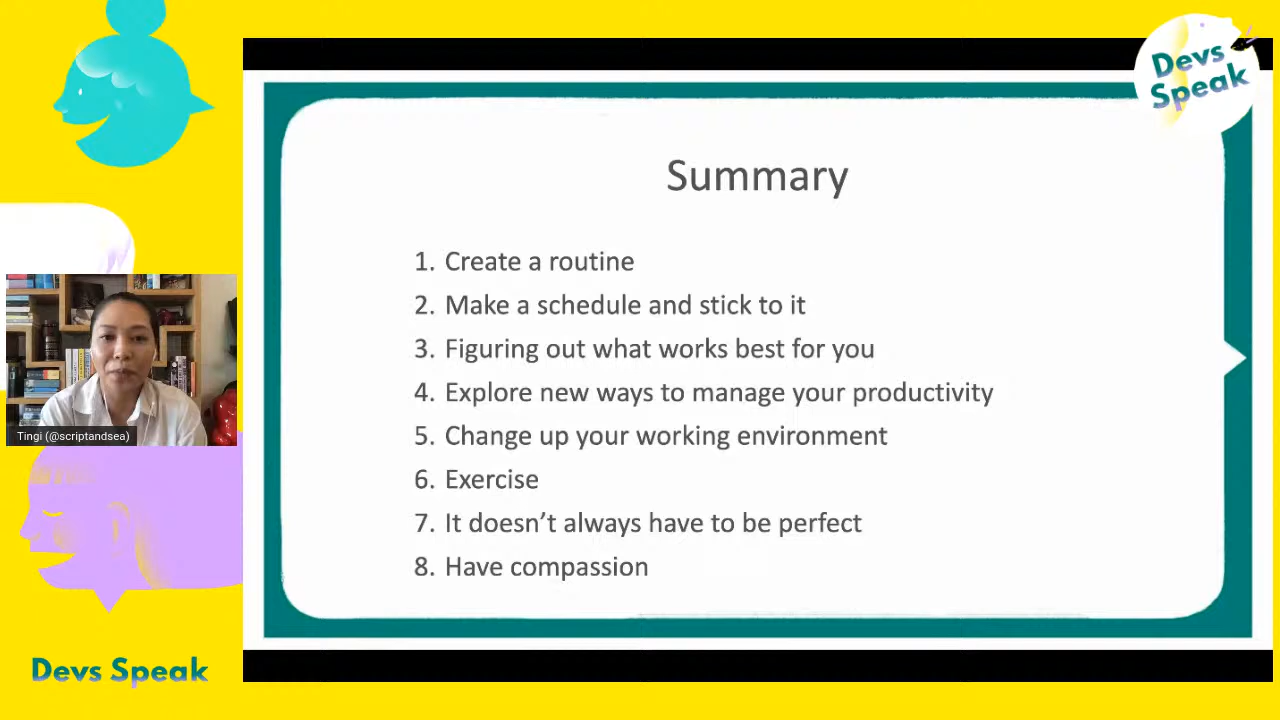 Devs
Speak
Summary
1. Create a routine
2. Make a schedule and stick to it
3. Figuring out what works best for you
4. Explore new ways to manage your productivity
5. Change up your working environment
6. Exercise
7. It doesn't always have to be perfect
8. Have compassion
Tingi (@scriptandsea)
Devs Speak